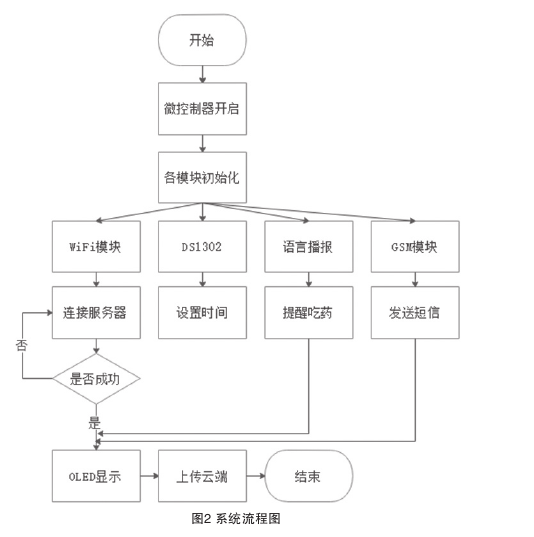 开始
微控制器开启
各模块初始化
WiFi模块
DS1302
语言播报
GSM模块
连接服务器
设置时间
提醒吃药
发送短信
否
是否成功
是
OLED显示
上传云端
结束
图2 系统流程图